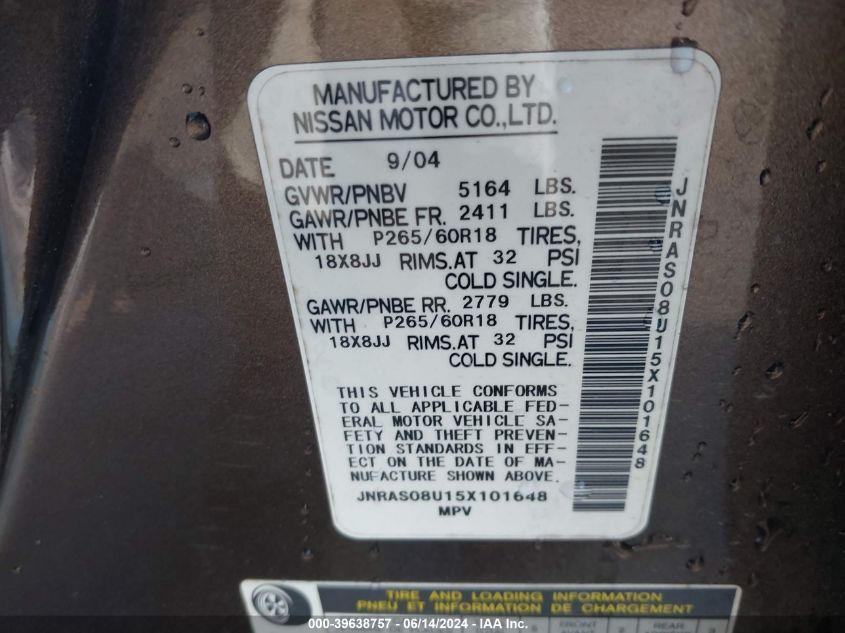 MANUFACTURED BY
NISSAN MOTOR CO.,LTD.
DATE 9/04
GVWR/PNBV 5164 LBS.
GAWR/PNBE FR. 2411 LBS.
WITH P265/60R18 TIRES,
18X8JJ RIMS.AT 32 PSI
COLD SINGLE.
GAWR/PNBE RR. 2779 LBS.
WITH P265/60R18 TIRES,
18X8JJ RIMS.AT 32 PSI
COLD SINGLE.
THIS VEHICLE CONFORMS
TO ALL APPLICABLE FED-
ERAL MOTOR VEHICLE SA-
FETY AND THEFT PREVEN-
TION STANDARDS IN EFF-
ECT ON THE DATE OF MA-
NUFACTURE SHOWN ABOVE.
JNRAS08U15X101648
MPV
JNRAS08U15X101648
TIRE AND LOADING INFORMATION
PNEU ET INFORMATION DE CHARGEMENT
FRONT
REAR
000-39638757 - 06/14/2024 - IAA Inc.